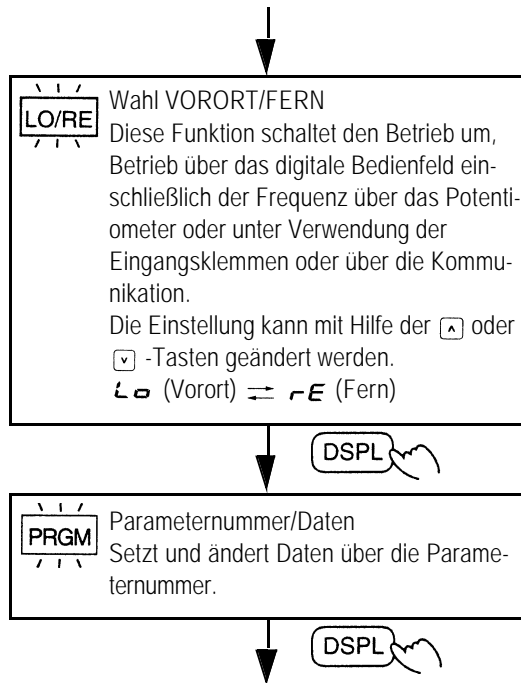 LO/RE
Wahl VORORT/FERN
Diese Funktion schaltet den Betrieb um,
Betrieb über das digitale Bedienfeld ein-
schließlich der Frequenz über das Potenti-
ometer oder unter Verwendung der
Eingangsklemmen oder über die Kommu-
nikation.
Die Einstellung kann mit Hilfe der oder
-Tasten geändert werden.
Lo (Vorort) ⇄ rE (Fern)
DSPL
PRGM
Parameternummer/Daten
Setzt und ändert Daten über die Parame-
ternummer.
DSPL